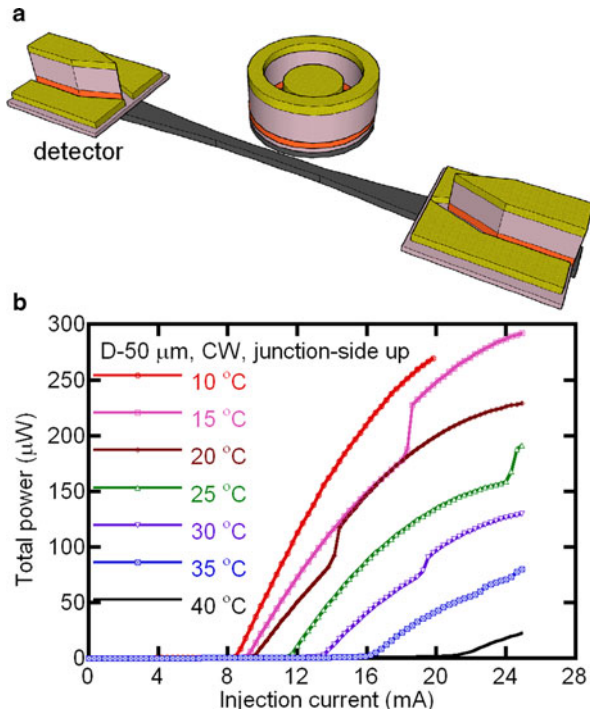 a
detector
b
D-50 μm, CW, junction-side up
10 °C
15 °C
20 °C
25 °C
30 °C
35 °C
40 °C
Total power (μW)
300
250
200
150
100
50
0
0 4 8 12 16 20 24 28
Injection current (mA)